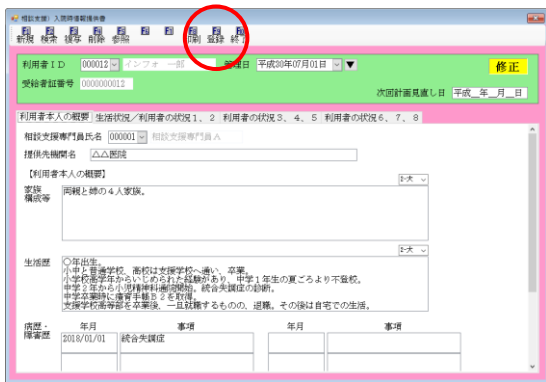 相談支援）入院時情報提供書
新規 検索 複写 削除 参照 印刷 登録 終了
利用者ＩＤ 000012 インフォ 一郎 管理日 平成30年07月01日 ▼ 修正
受給者証番号 0000000012
次回計画見直し日 平成__年__月__日
利用者本人の概要 生活状況／利用者の状況１、２ 利用者の状況３、４、５ 利用者の状況６、７、８
相談支援専門員氏名 000001 相談支援専門員Ａ
提供先機関名 △△医院
【利用者本人の概要】
家族構成等 両親と姉の４人家族。
生活歴 〇年出生。
小中と普通学校、高校は支援学校へ通い、卒業。
小学校高学年からいじめられた経験があり、中学１年生の夏ごろより不登校。
中学２年から小児精神科通院開始。統合失調症の診断。
中学卒業時に療育手帳Ｂ２を取得。
支援学校高等部を卒業後、一旦就職するものの、退職。その後は自宅での生活。
病歴・障害歴 年月 事項 年月 事項
2018/01/01 統合失調症